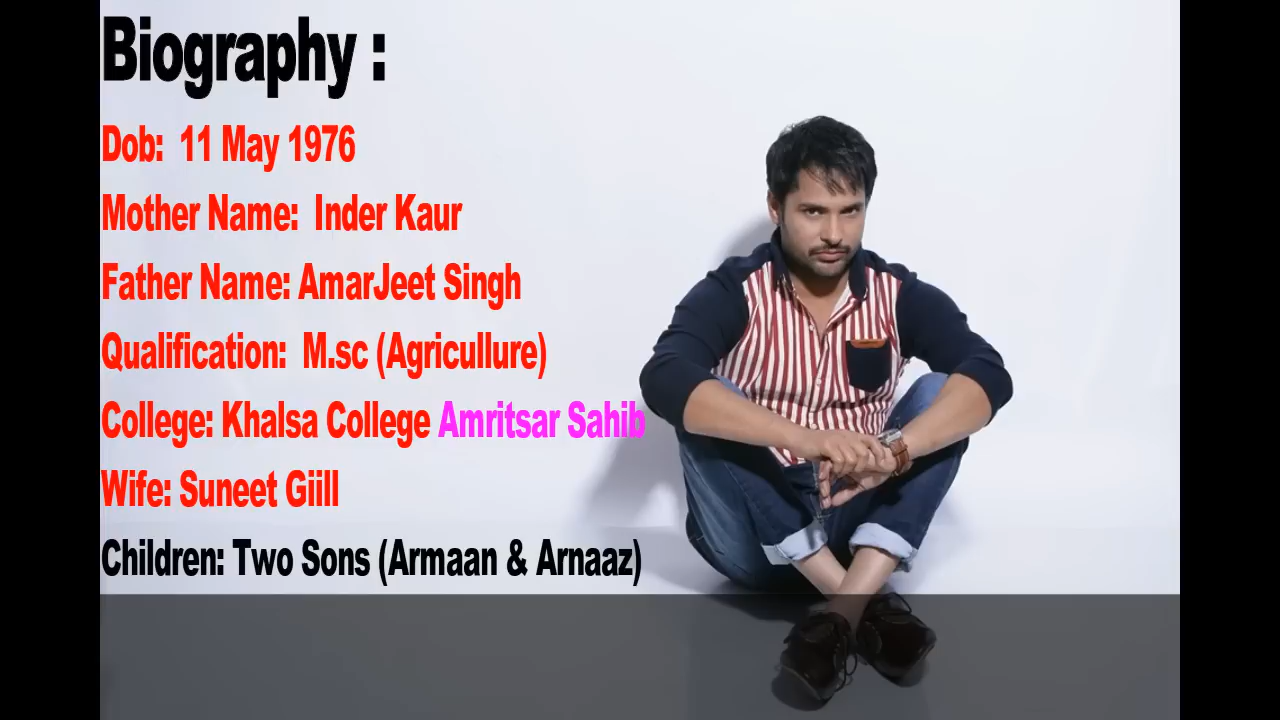 Biography :
Dob: 11 May 1976
Mother Name: Inder Kaur
Father Name: AmarJeet Singh
Qualification: M.sc (Agricullure)
College: Khalsa College Amritsar Sahib
Wife: Suneet Giill
Children: Two Sons (Armaan & Arnaaz)